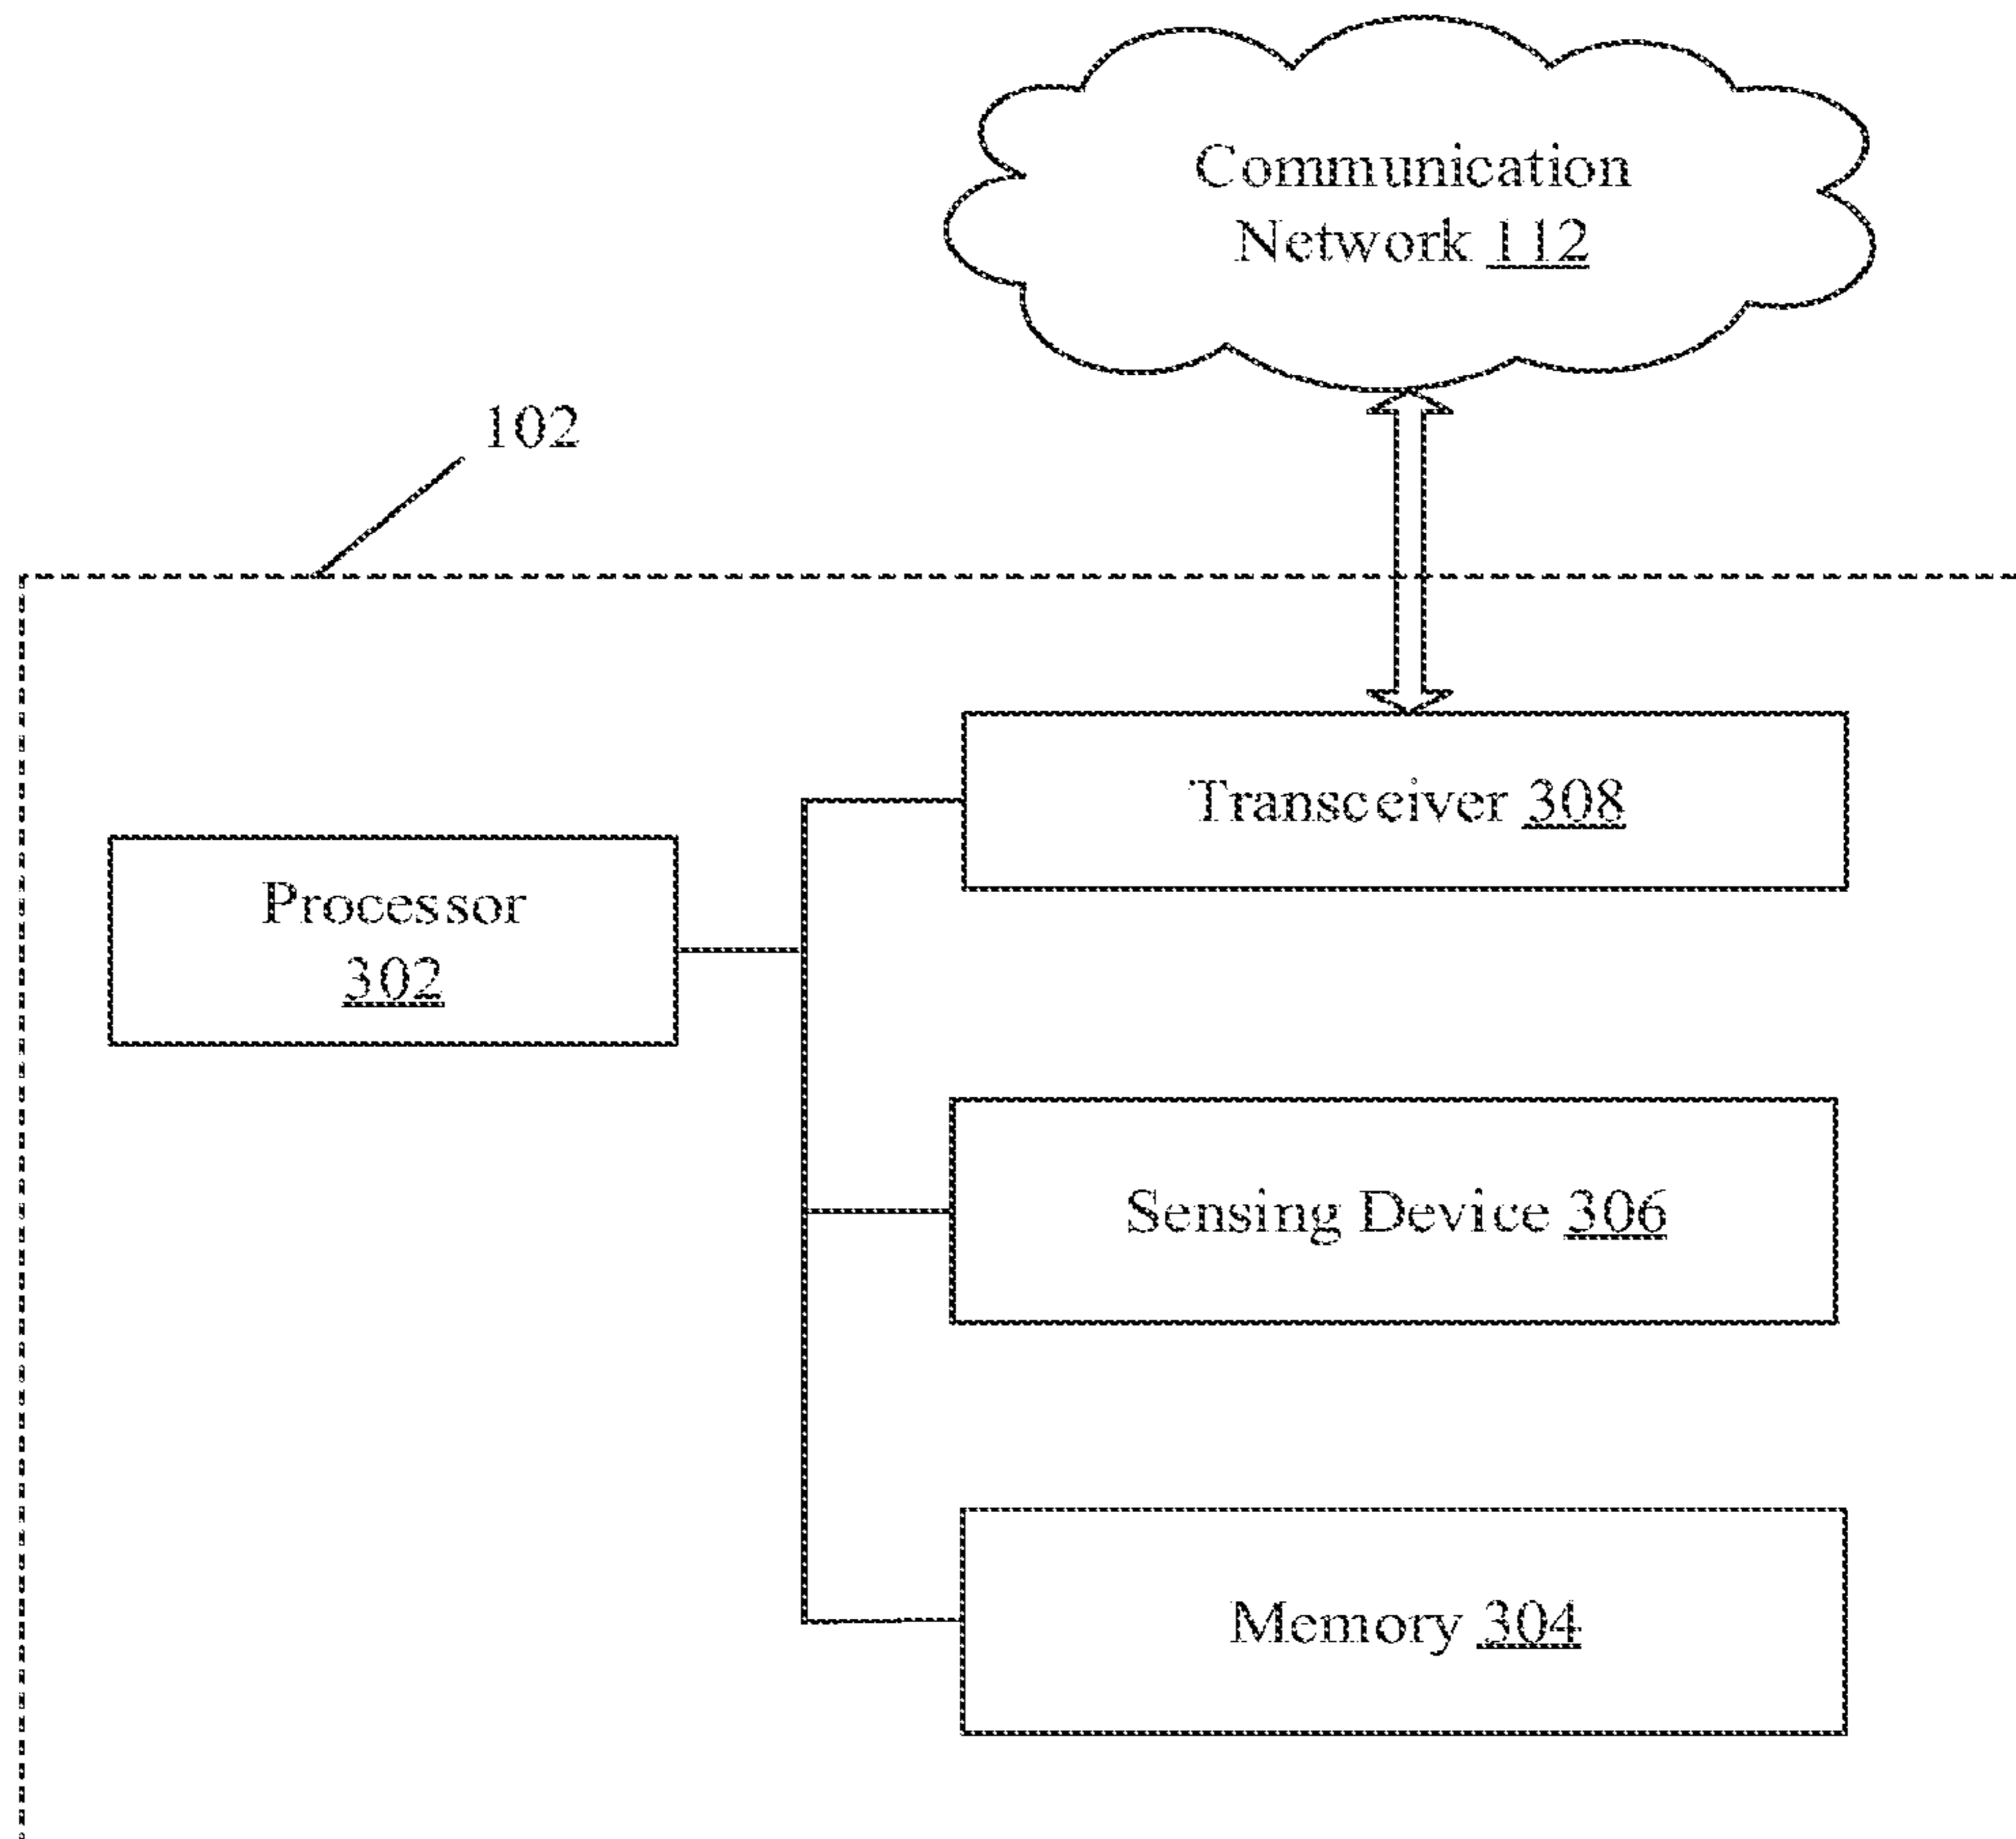 Communication
Network 112
102
Transceiver 308
Processor
302
Sensing Device 306
Memory 304